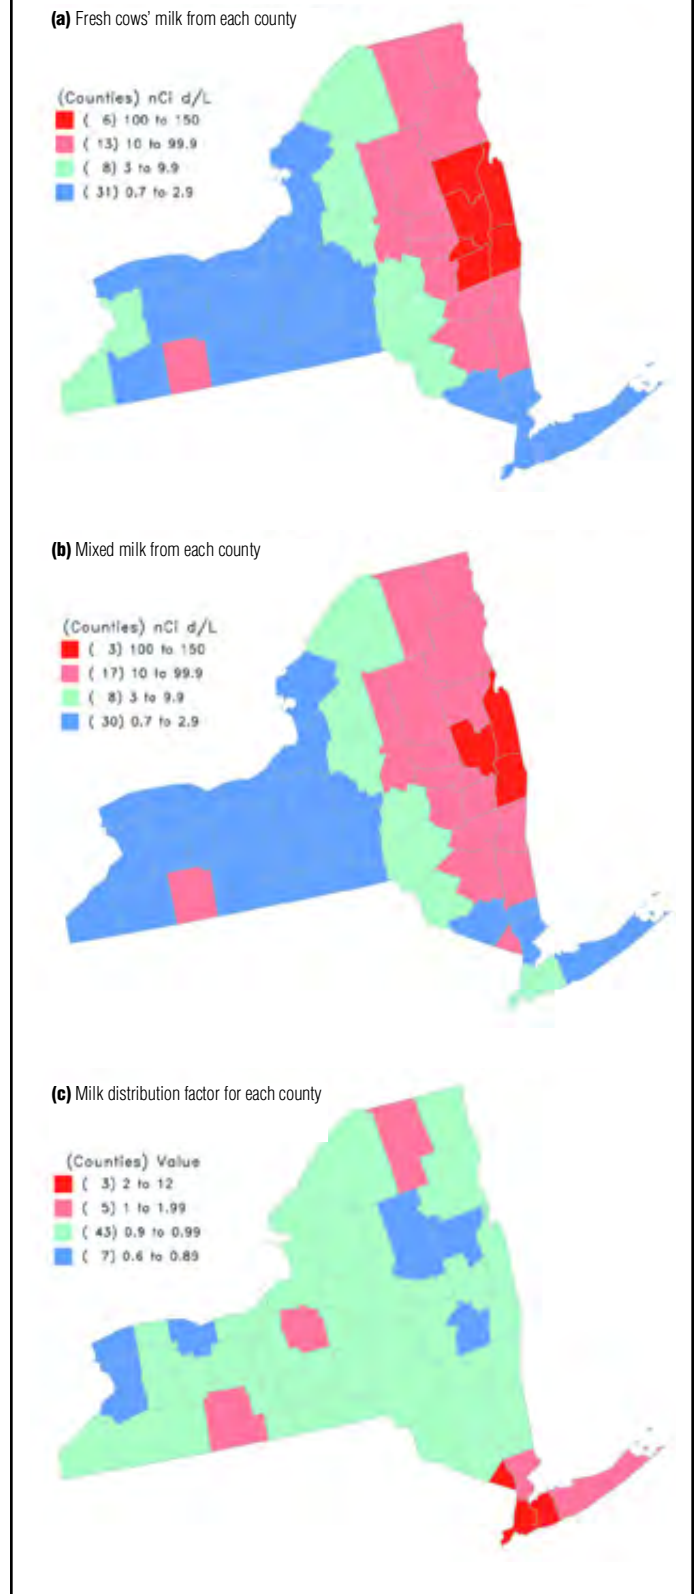 (a) Fresh cows' milk from each county
(Counties) nCi d/L
( 6) 100 to 150
( 13) 10 to 99.9
( 8) 3 to 9.9
( 31) 0.7 to 2.9
(b) Mixed milk from each county
(Counties) nCi d/L
( 3) 100 to 150
( 17) 10 to 99.9
( 8) 3 to 9.9
( 30) 0.7 to 2.9
(c) Milk distribution factor for each county
(Counties) Value
( 3) 2 to 12
( 5) 1 to 1.99
( 43) 0.9 to 0.99
( 7) 0.6 to 0.89